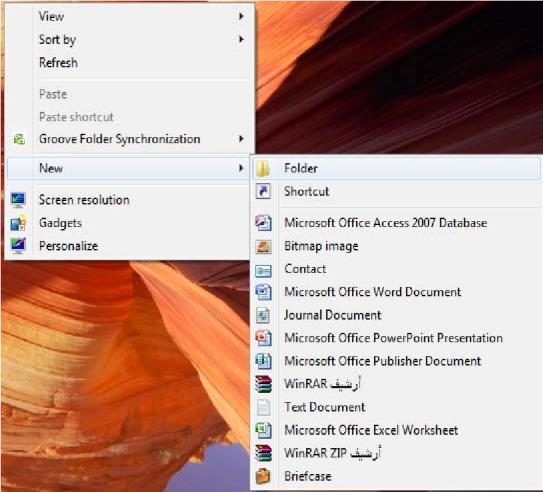 View
Sort by
Refresh
Paste
Paste shortcut
Groove Folder Synchronization
New
Screen resolution
Gadgets
Personalize
Folder
Shortcut
Microsoft Office Access 2007 Database
Bitmap image
Contact
Microsoft Office Word Document
Journal Document
Microsoft Office PowerPoint Presentation
Microsoft Office Publisher Document
أرشيف WinRAR
Text Document
Microsoft Office Excel Worksheet
أرشيف WinRAR ZIP
Briefcase